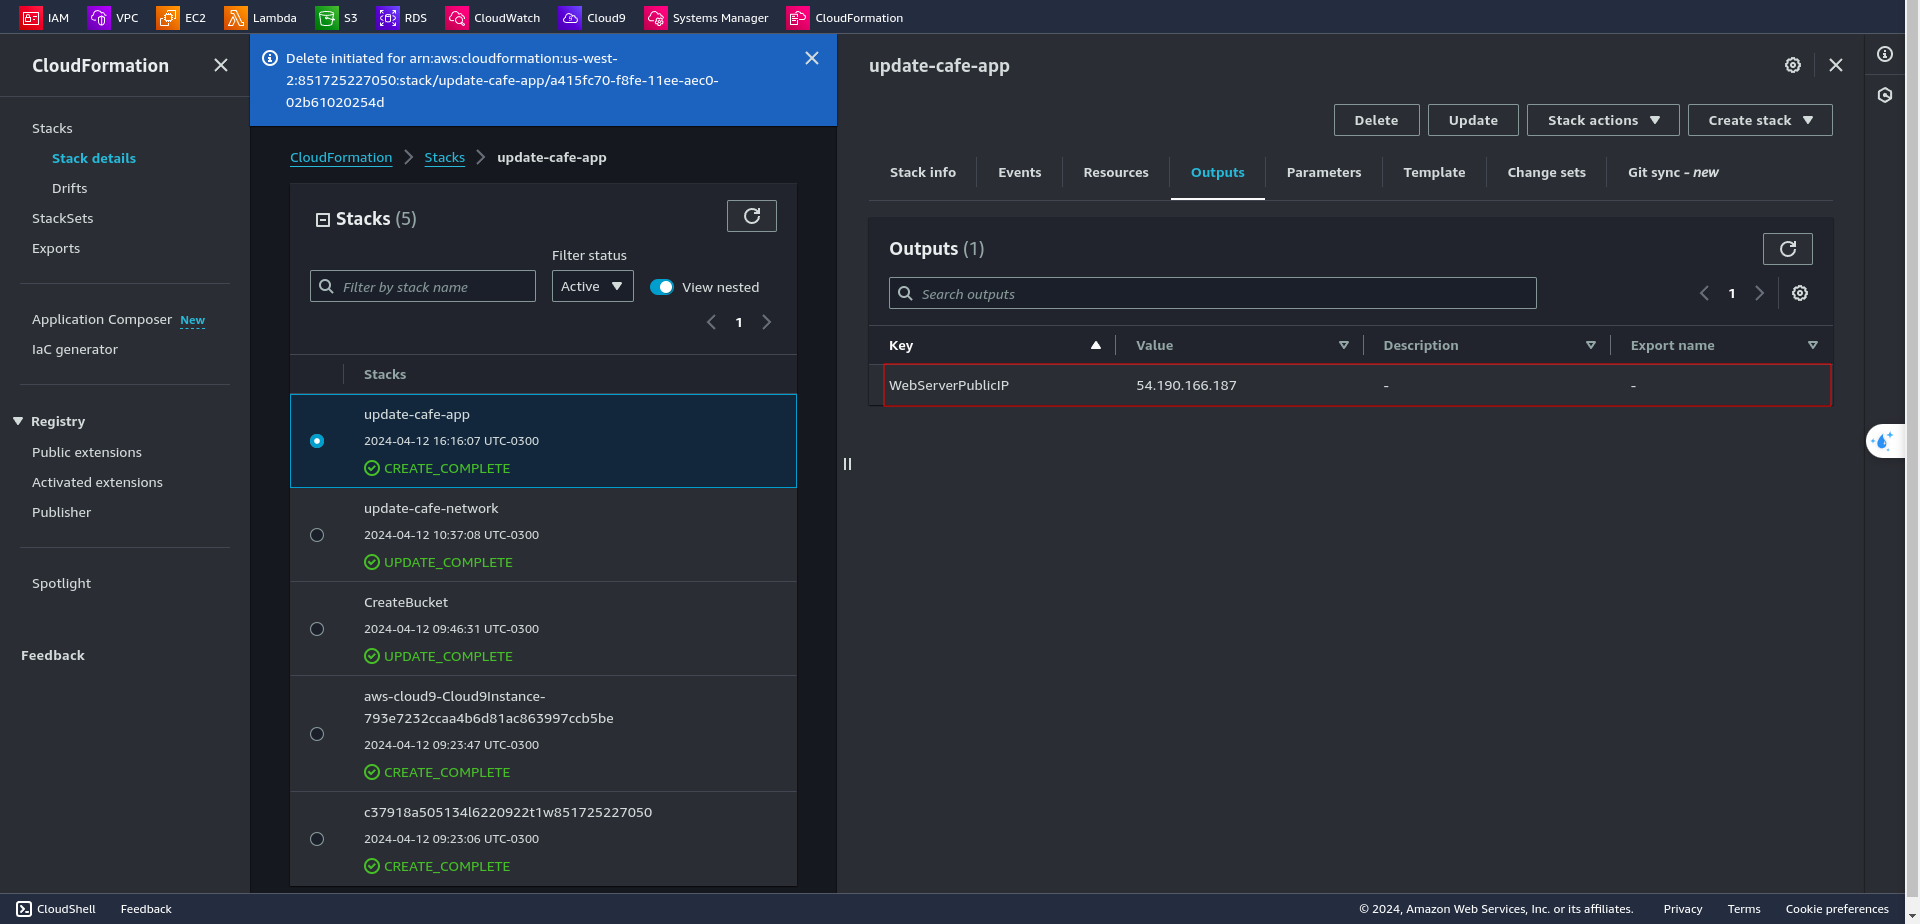 IAM
VPC
EC2
Lambda
S3
RDS
CloudWatch
Cloud9
Systems Manager
CloudFormation
CloudFormation
Stacks
Stack details
Drifts
StackSets
Exports
Application Composer New
IaC generator
Registry
Public extensions
Activated extensions
Publisher
Spotlight
Feedback
Delete initiated for arn:aws:cloudformation:us-west-
2:851725227050:stack/update-cafe-app/a415fc70-f8fe-11ee-aec0-
02b61020254d
CloudFormation
Stacks
update-cafe-app
Stacks (5)
Filter status
Filter by stack name
Active
View nested
1
Stacks
update-cafe-app
2024-04-12 16:16:07 UTC-0300
CREATE_COMPLETE
update-cafe-network
2024-04-12 10:37:08 UTC-0300
UPDATE_COMPLETE
CreateBucket
2024-04-12 09:46:31 UTC-0300
UPDATE_COMPLETE
aws-cloud9-Cloud9Instance-
793e7232ccaa4b6d81ac863997ccb5be
2024-04-12 09:23:47 UTC-0300
CREATE_COMPLETE
c37918a505134l6220922t1w851725227050
2024-04-12 09:23:06 UTC-0300
CREATE_COMPLETE
update-cafe-app
Delete
Update
Stack actions
Create stack
Stack info
Events
Resources
Outputs
Parameters
Template
Change sets
Git sync - new
Outputs (1)
Search outputs
1
Key
Value
Description
Export name
WebServerPublicIP
54.190.166.187
-
-
CloudShell
Feedback
© 2024, Amazon Web Services, Inc. or its affiliates.
Privacy
Terms
Cookie preferences